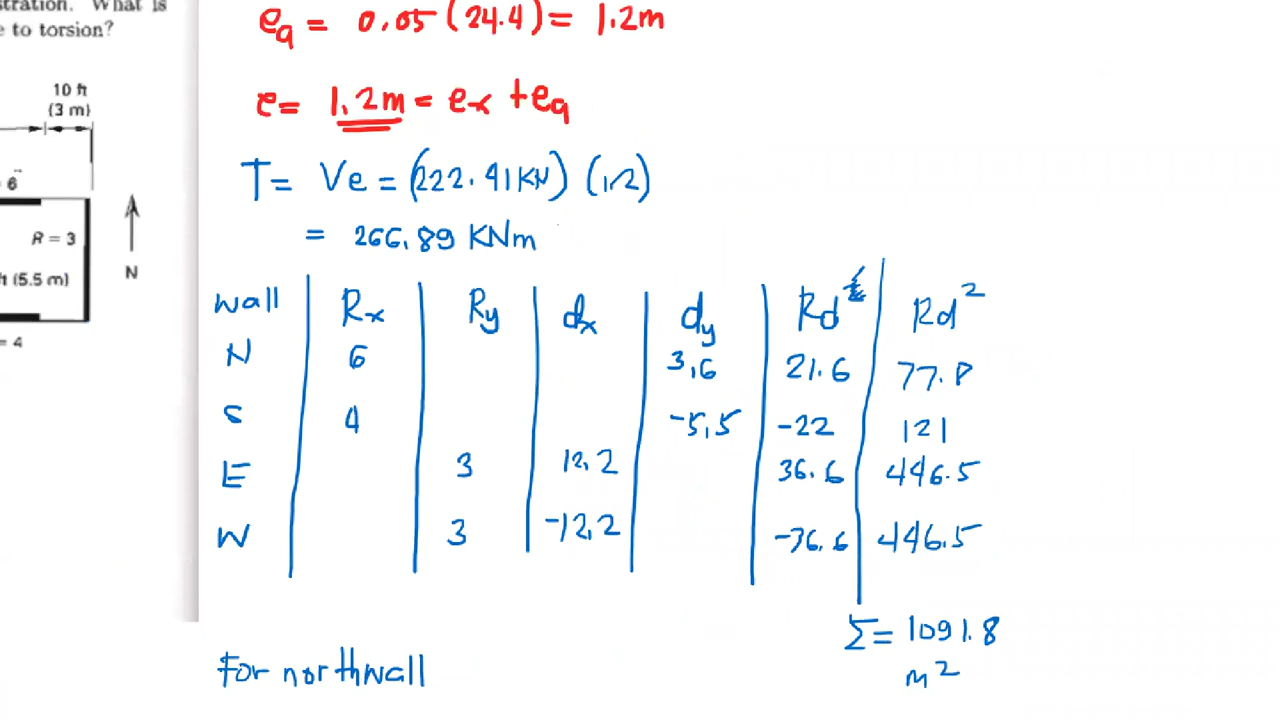 stration. What is
e to torsion?
10 ft
(3 m)
6
R = 3
N
t (5.5 m)
= 4
eq = 0.05 (24.4) = 1.2m
e = 1.2m = ex + eq
T = Ve = (222.41KN) (1.2)
= 266.89 KNm
Wall Rx Ry dx dy Rd Rd²
N 6 3,6 21.6 77.8
S 4 -5,5 -22 121
E 3 12,2 36.6 446.5
W 3 -12,2 -36.6 446.5
Σ = 1091.8
m²
For northwall